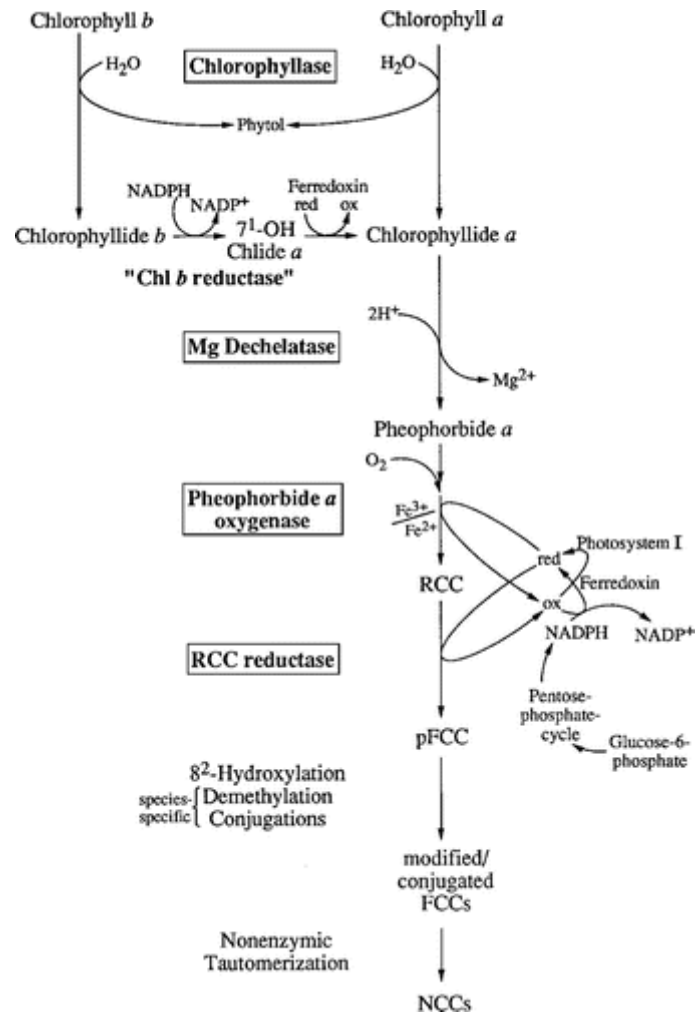 Chlorophyll b
Chlorophyll a
H2O
Chlorophyllase
H2O
Phytol
NADPH
NADP+
Ferredoxin
red ox
Chlorophyllide b
7¹-OH
Chlide a
Chlorophyllide a
"Chl b reductase"
2H+
Mg Dechelatase
Mg2+
Pheophorbide a
O2
Pheophorbide a
oxygenase
Fe3+
Fe2+
Photosystem I
red
RCC
Ferredoxin
ox
NADPH
NADP+
RCC reductase
Pentose-
phosphate-
cycle
Glucose-6-
phosphate
pFCC
8²-Hydroxylation
species-
specific
Demethylation
Conjugations
modified/
conjugated
FCCs
Nonenzymic
Tautomerization
NCCs